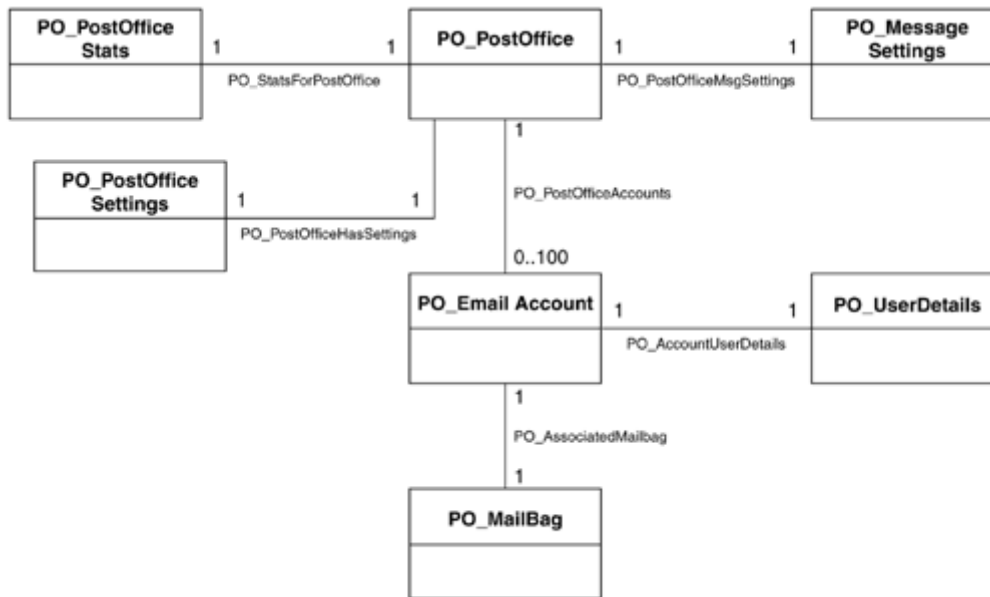 PO_PostOffice
Stats
1
1
PO_StatsForPostOffice
PO_PostOffice
1
1
PO_PostOfficeMsgSettings
PO_Message
Settings
PO_PostOffice
Settings
1
1
PO_PostOfficeHasSettings
1
PO_PostOfficeAccounts
0..100
PO_Email Account
1
1
PO_AccountUserDetails
PO_UserDetails
1
PO_AssociatedMailbag
1
PO_MailBag